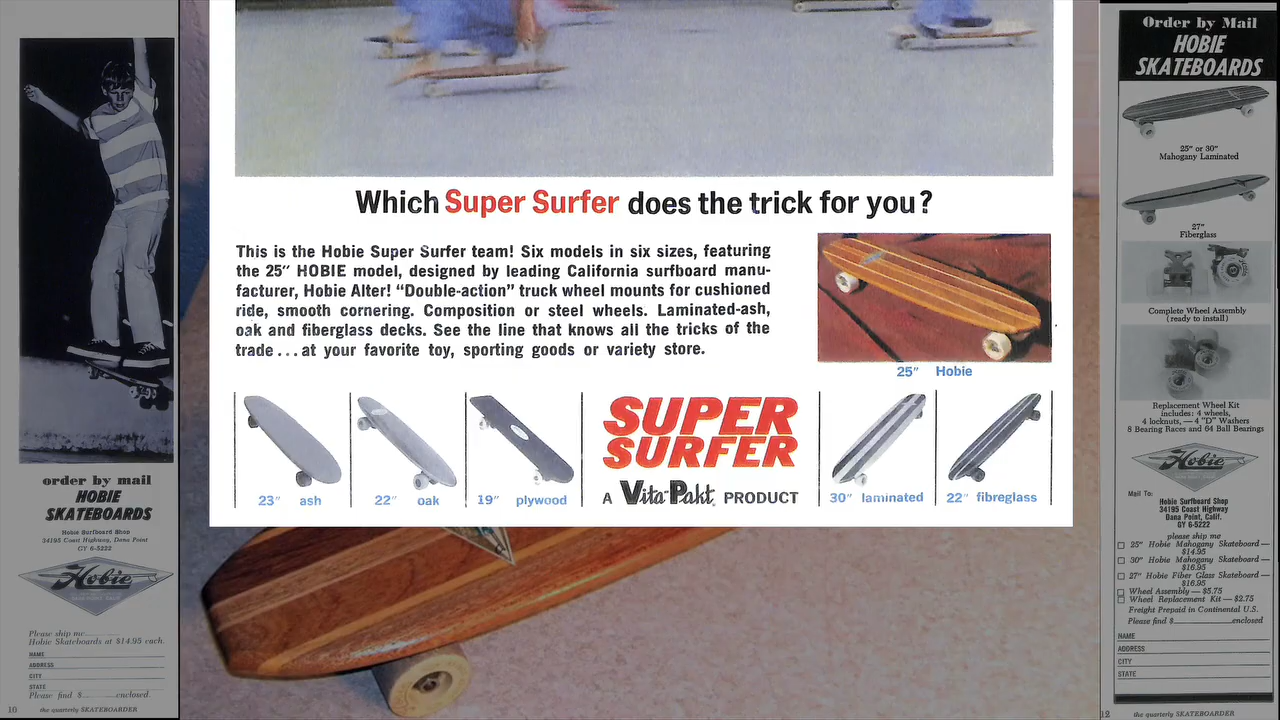 order by mail
HOBIE
SKATEBOARDS
Hobie Surfboard Shop
34195 Coast Highway, Dana Point
GY 6-5222
Hobie
Please ship me
Hobie Skateboards at $14.95 each.
NAME
ADDRESS
CITY
STATE
Please find $ enclosed.
10 the quarterly SKATEBOARDER
Which Super Surfer does the trick for you?
This is the Hobie Super Surfer team! Six models in six sizes, featuring
the 25" HOBIE model, designed by leading California surfboard manu-
facturer, Hobie Alter! “Double-action” truck wheel mounts for cushioned
ride, smooth cornering. Composition or steel wheels. Laminated-ash,
oak and fiberglass decks. See the line that knows all the tricks of the
trade... at your favorite toy, sporting goods or variety store.
25" Hobie
23" ash
22" oak
19" plywood
SUPER
SURFER
A Vita-Pakt PRODUCT
30" laminated
22" fibreglass
Order by Mail
HOBIE
SKATEBOARDS
25" or 30"
Mahogany Laminated
27"
Fiberglass
Complete Wheel Assembly
(ready to install)
Replacement Wheel Kit
includes: 4 wheels,
4 locknuts, — 4 "D" Washers
8 Bearing Races and 64 Ball Bearings
Hobie
Mail To:
Hobie Surfboard Shop
34195 Coast Highway
Dana Point, Calif.
GY 6-5222
please ship me
25" Hobie Mahogany Skateboard—
$14.95
30" Hobie Mahogany Skateboard—
$16.95
27" Hobie Fiber Glass Skateboard—
$16.95
Wheel Assembly — $5.75
Wheel Replacement Kit — $2.75
Freight Prepaid in Continental U.S.
Please find $ enclosed
NAME
ADDRESS
CITY
STATE
12 the quarterly SKATEBOARDER